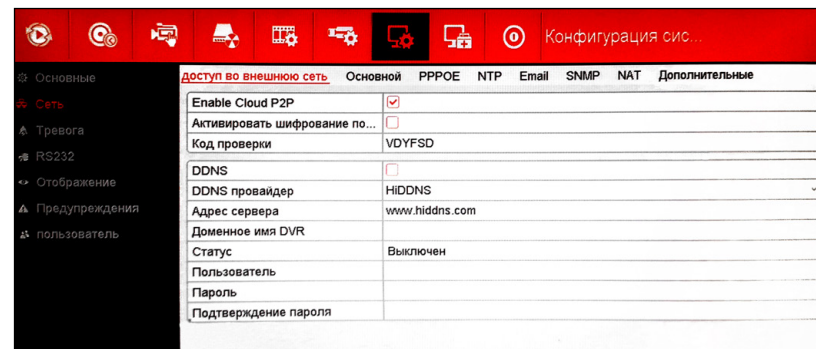 Конфигурация сис...
Основные
Сеть
Тревога
RS232
Отображение
Предупреждения
пользователь
доступ во внешнюю сеть Основной PPPOE NTP Email SNMP NAT Дополнительные
Enable Cloud P2P
Активировать шифрование по...
Код проверки VDYFSD
DDNS
DDNS провайдер HiDDNS
Адрес сервера www.hiddns.com
Доменное имя DVR
Статус Выключен
Пользователь
Пароль
Подтверждение пароля